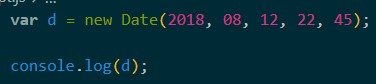 var d = new Date(2018, 08, 12, 22, 45);
console.log(d);